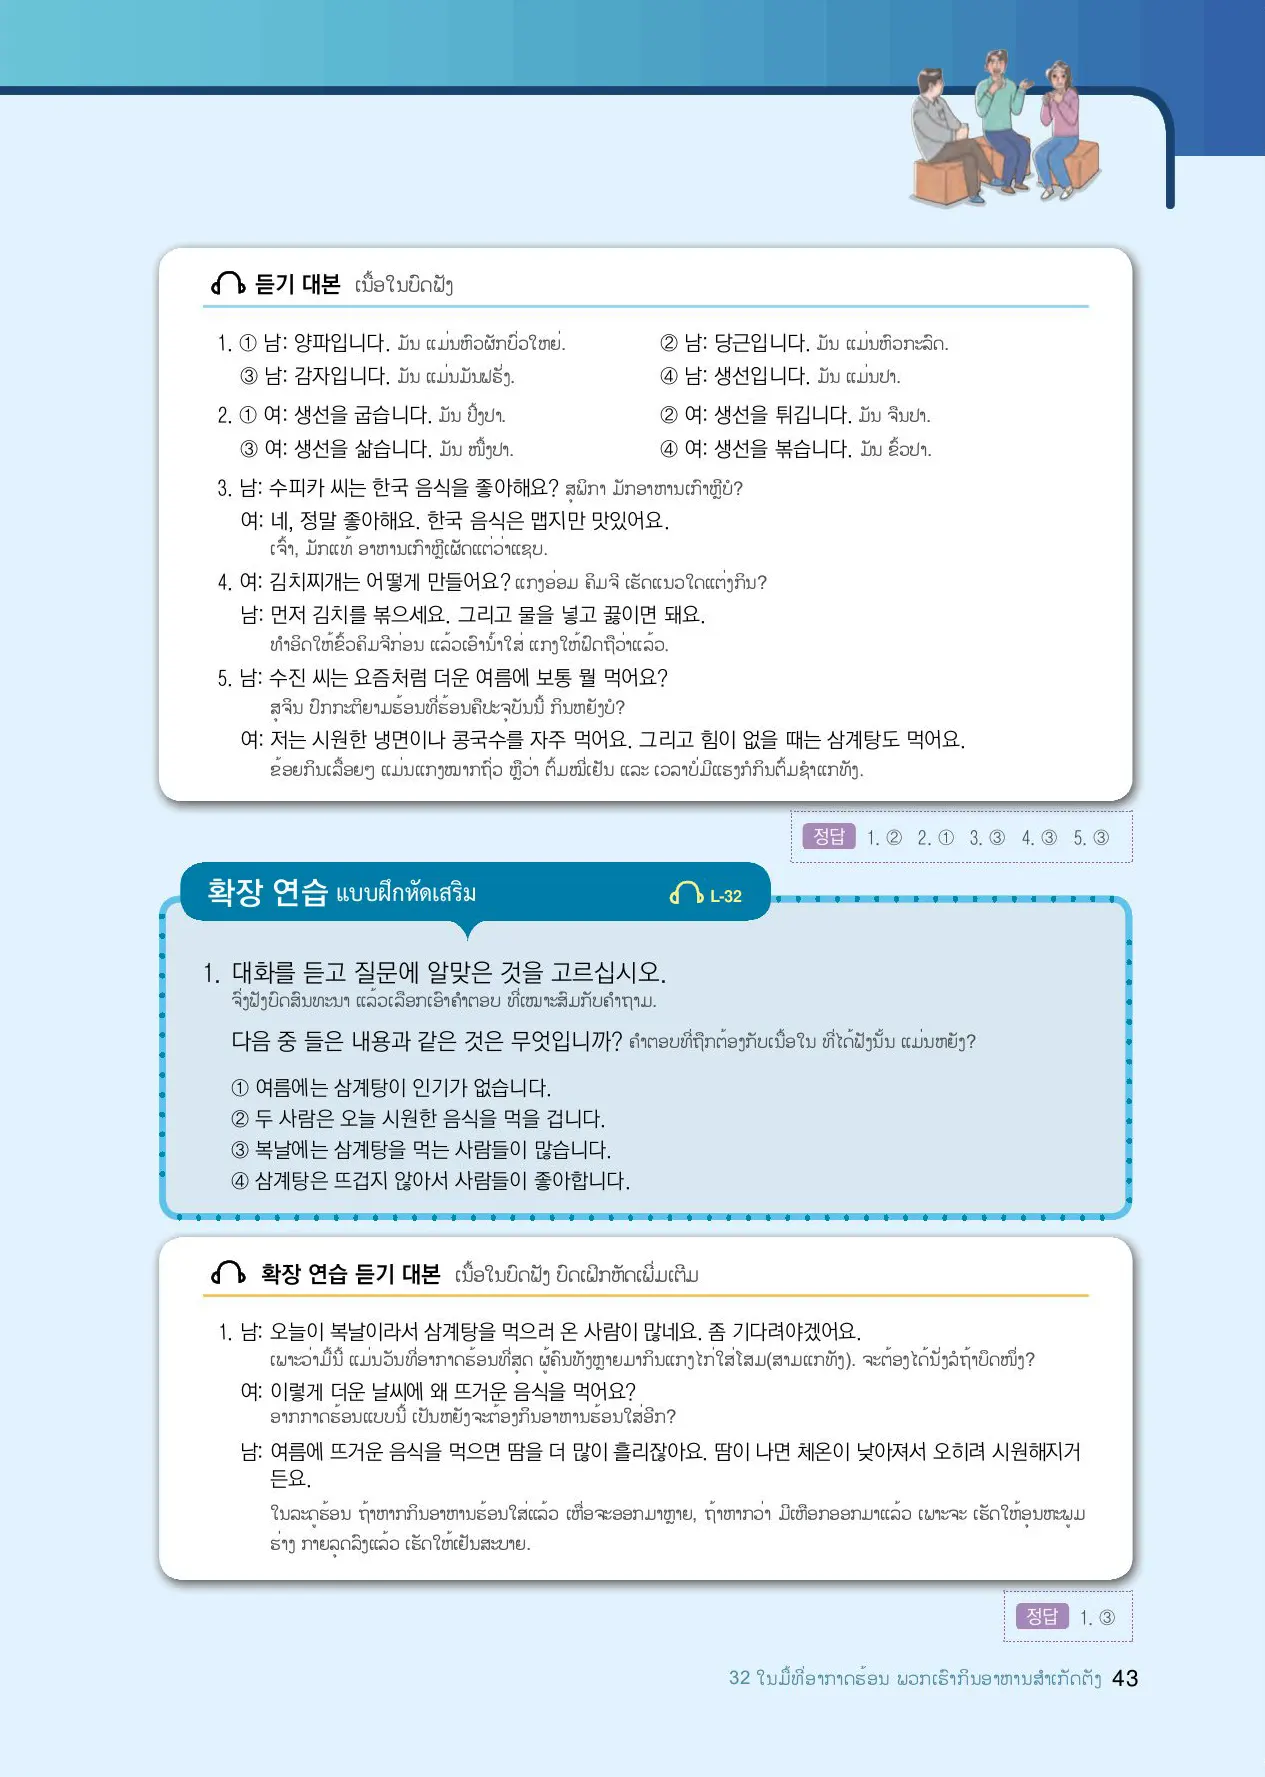 듣기 대본 ເນື້ອໃນບົດຟັງ
1. ① 남: 양파입니다. ມັນ ແມ່ນຫົວຜັກບົ່ວໃຫຍ່.
② 남: 당근입니다. ມັນ ແມ່ນຫົວກະລົດ.
③ 남: 감자입니다. ມັນ ແມ່ນມັນຝຣັ່ງ.
④ 남: 생선입니다. ມັນ ແມ່ນປາ.
2. ① 여: 생선을 굽습니다. ມັນ ປີ້ງປາ.
② 여: 생선을 튀깁니다. ມັນ ຈືນປາ.
③ 여: 생선을 삶습니다. ມັນ ໜື້ງປາ.
④ 여: 생선을 볶습니다. ມັນ ຂົ້ວປາ.
3. 남: 수피카 씨는 한국 음식을 좋아해요? ສຸພິກາ ມັກອາຫານເກົາຫຼີບໍ?
여: 네, 정말 좋아해요. 한국 음식은 맵지만 맛있어요.
ເຈົ້າ, ມັກແທ້ ອາຫານເກົາຫຼີເຜັດແຕ່ວ່າແຊບ.
4. 여: 김치찌개는 어떻게 만들어요? ແກງອ່ອມ ຄິມຈິ ເຮັດແນວໃດແຕ່ງກິນ?
남: 먼저 김치를 볶으세요. 그리고 물을 넣고 끓이면 돼요.
ທຳອິດໃຫ້ຂົ້ວຄິມຈິກ່ອນ ແລ້ວເອົານ້ຳໃສ່ ແກງໃຫ້ຟົດຖືວ່າແລ້ວ.
5. 남: 수진 씨는 요즘처럼 더운 여름에 보통 뭘 먹어요?
ສຸຈິນ ປົກກະຕິຍາມຮ້ອນທີ່ຮ້ອນຄືປະຈຸບັນນີ້ ກິນຫຍັງບໍ?
여: 저는 시원한 냉면이나 콩국수를 자주 먹어요. 그리고 힘이 없을 때는 삼계탕도 먹어요.
ຂ້ອຍກິນເລື້ອຍໆ ແມ່ນແກງໝາກຖົ່ວ ຫຼືວ່າ ຕົ້ມໝີ່ເຢັນ ແລະ ເວລາບໍ່ມີແຮງກໍກິນຕົ້ມຊຳແກທັງ.
정답 1. ② 2. ① 3. ③ 4. ③ 5. ③
확장 연습 แบบฝึกหัดเสริม L-32
1. 대화를 듣고 질문에 알맞은 것을 고르십시오.
ຈົ່ງຟັງບົດສົນທະນາ ແລ້ວເລືອກເອົາຄຳຕອບ ທີ່ເໝາະສົມກັບຄຳຖາມ.
다음 중 들은 내용과 같은 것은 무엇입니까? ຄຳຕອບທີ່ຖືກຕ້ອງກັບເນື້ອໃນ ທີ່ໄດ້ຟັງນັ້ນ ແມ່ນຫຍັງ?
① 여름에는 삼계탕이 인기가 없습니다.
② 두 사람은 오늘 시원한 음식을 먹을 겁니다.
③ 복날에는 삼계탕을 먹는 사람들이 많습니다.
④ 삼계탕은 뜨겁지 않아서 사람들이 좋아합니다.
확장 연습 듣기 대본 ເນື້ອໃນບົດຟັງ ບົດເຝິກຫັດເພີ່ມເຕີມ
1. 남: 오늘이 복날이라서 삼계탕을 먹으러 온 사람이 많네요. 좀 기다려야겠어요.
ເພາະວ່າມື້ນີ້ ແມ່ນວັນທີ່ອາກາດຮ້ອນທີ່ສຸດ ຜູ້ຄົນທັງຫຼາຍມາກິນແກງໄກ່ໃສ່ໂສມ(ສາມແກທັງ). ຈະຕ້ອງໄດ້ນັ່ງລໍຖ້າບຶດໜຶ່ງ?
여: 이렇게 더운 날씨에 왜 뜨거운 음식을 먹어요?
ອາກກາດຮ້ອນແບບນີ້ ເປັນຫຍັງຈະຕ້ອງກິນອາຫານຮ້ອນໃສ່ອີກ?
남: 여름에 뜨거운 음식을 먹으면 땀을 더 많이 흘리잖아요. 땀이 나면 체온이 낮아져서 오히려 시원해지거
든요.
ໃນລະດູຮ້ອນ ຖ້າຫາກກິນອາຫານຮ້ອນໃສ່ແລ້ວ ເຫື່ອຈະອອກມາຫຼາຍ, ຖ້າຫາກວ່າ ມີເຫືອກອອກມາແລ້ວ ເພາະຈະ ເຮັດໃຫ້ອຸນຫະພູມ
ຮ່າງ ກາຍລຸດລົງແລ້ວ ເຮັດໃຫ້ເຢັນສະບາຍ.
정답 1. ③
32 ໃນມື້ທີ່ອາກາດຮ້ອນ ພວກເຮົາກິນອາຫານສຳເກັດຕັງ 43